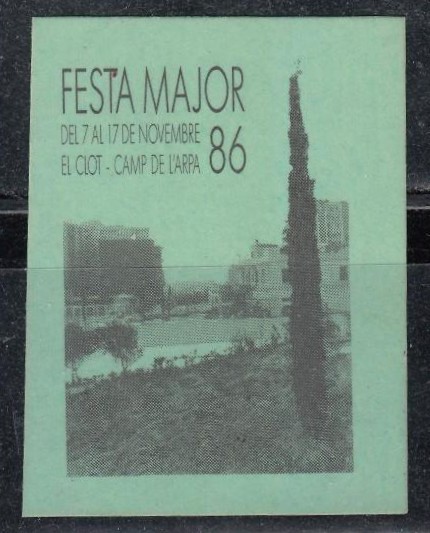 FESTA MAJOR
DEL 7 AL 17 DE NOVEMBRE
EL CLOT - CAMP DE L'ARPA 86